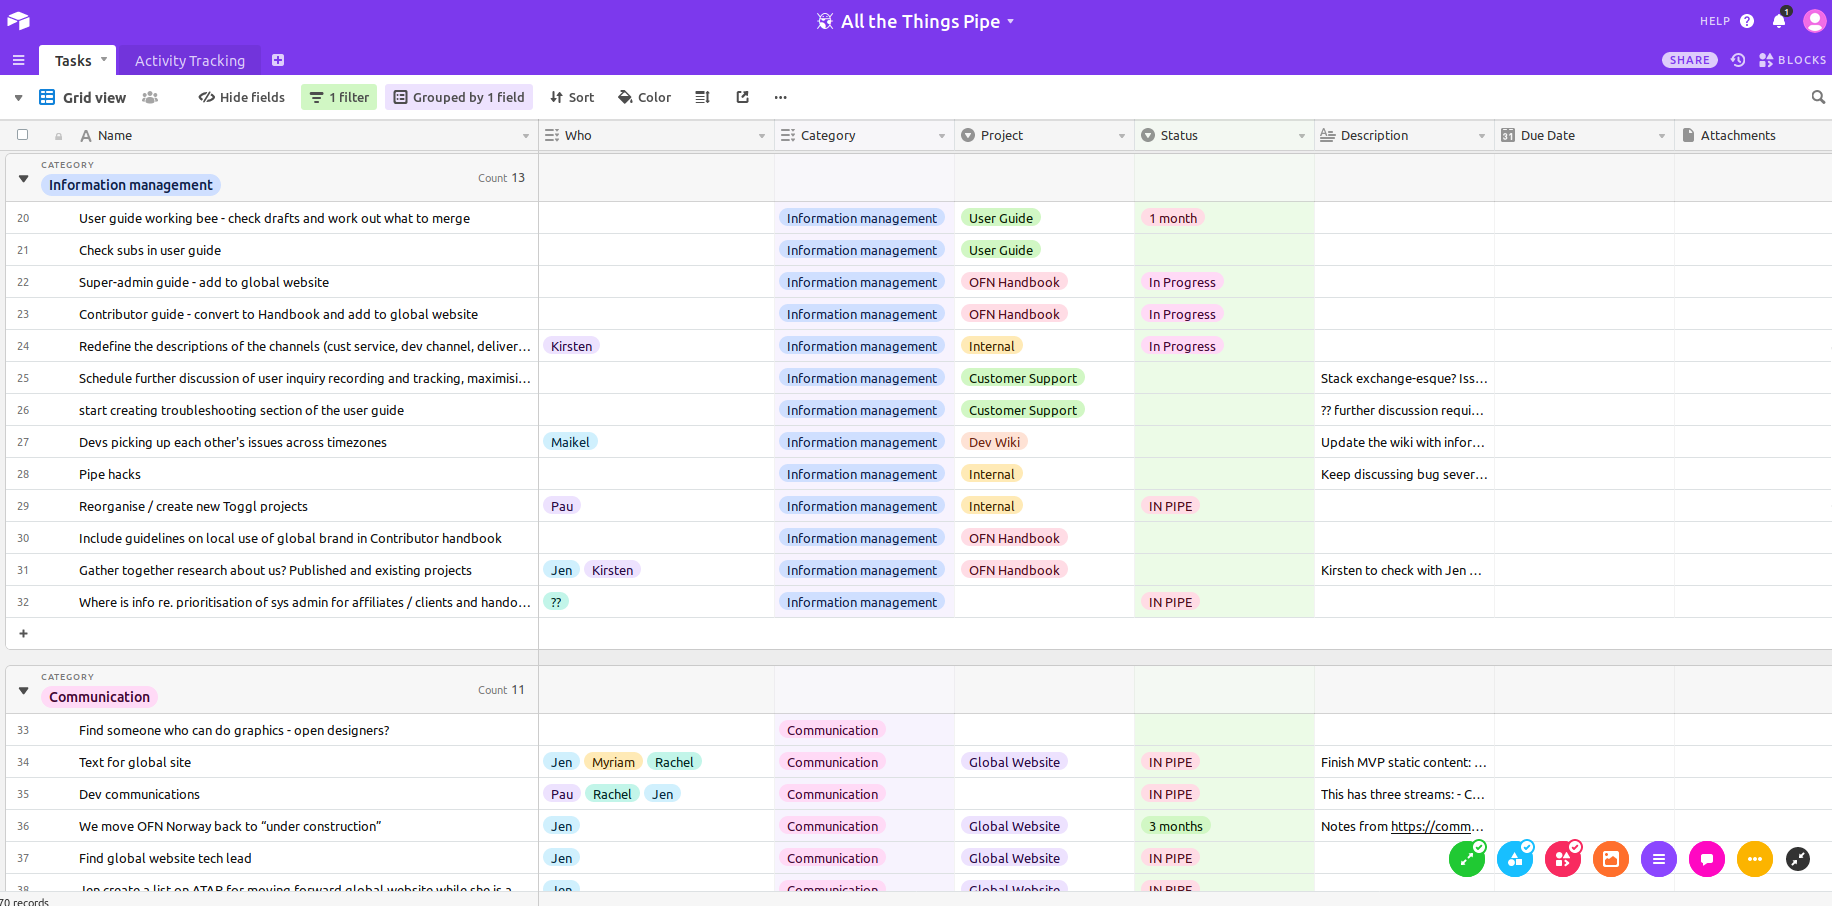 All the Things Pipe
HELP ? 1
Tasks Activity Tracking
SHARE BLOCKS
Grid view Hide fields 1 filter Grouped by 1 field Sort Color ...
A Name Who Category Project Status Description 31 Due Date Attachments
CATEGORY
Information management Count 13
20 User guide working bee - check drafts and work out what to merge Information management User Guide 1 month
21 Check subs in user guide Information management User Guide
22 Super-admin guide - add to global website Information management OFN Handbook In Progress
23 Contributor guide - convert to Handbook and add to global website Information management OFN Handbook In Progress
24 Redefine the descriptions of the channels (cust service, dev channel, deliver... Kirsten Information management Internal In Progress
25 Schedule further discussion of user inquiry recording and tracking, maximisi... Information management Customer Support Stack exchange-esque? Iss...
26 start creating troubleshooting section of the user guide Information management Customer Support ?? further discussion requi...
27 Devs picking up each other's issues across timezones Maikel Information management Dev Wiki Update the wiki with infor...
28 Pipe hacks Information management Internal Keep discussing bug sever...
29 Reorganise / create new Toggl projects Pau Information management Internal IN PIPE
30 Include guidelines on local use of global brand in Contributor handbook Information management OFN Handbook
31 Gather together research about us? Published and existing projects Jen Kirsten Information management OFN Handbook Kirsten to check with Jen ...
32 Where is info re. prioritisation of sys admin for affiliates / clients and hando... ?? Information management IN PIPE
+
CATEGORY
Communication Count 11
33 Find someone who can do graphics - open designers? Communication
34 Text for global site Jen Myriam Rachel Communication Global Website IN PIPE Finish MVP static content: ...
35 Dev communications Pau Rachel Jen Communication IN PIPE This has three streams: - C...
36 We move OFN Norway back to “under construction” Jen Communication Global Website 3 months Notes from https://comm...
37 Find global website tech lead Jen Communication Global Website IN PIPE
38 Jen create a list on ATAP for moving forward global website while she is a... Jen Communication Global Website IN PIPE
70 records